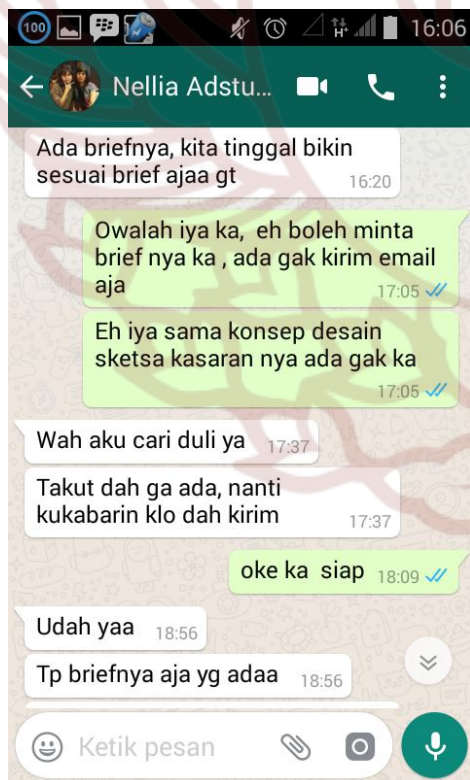 100 H 16:06
Nellia Adstu...
Ada briefnya, kita tinggal bikin
sesuai brief ajaa gt 16:20
Owalah iya ka, eh boleh minta
brief nya ka , ada gak kirim email
aja 17:05
Eh iya sama konsep desain
sketsa kasaran nya ada gak ka
17:05
Wah aku cari duli ya 17:37
Takut dah ga ada, nanti
kukabarin klo dah kirim 17:37
oke ka siap 18:09
Udah yaa 18:56
Tp briefnya aja yg adaa 18:56
Ketik pesan